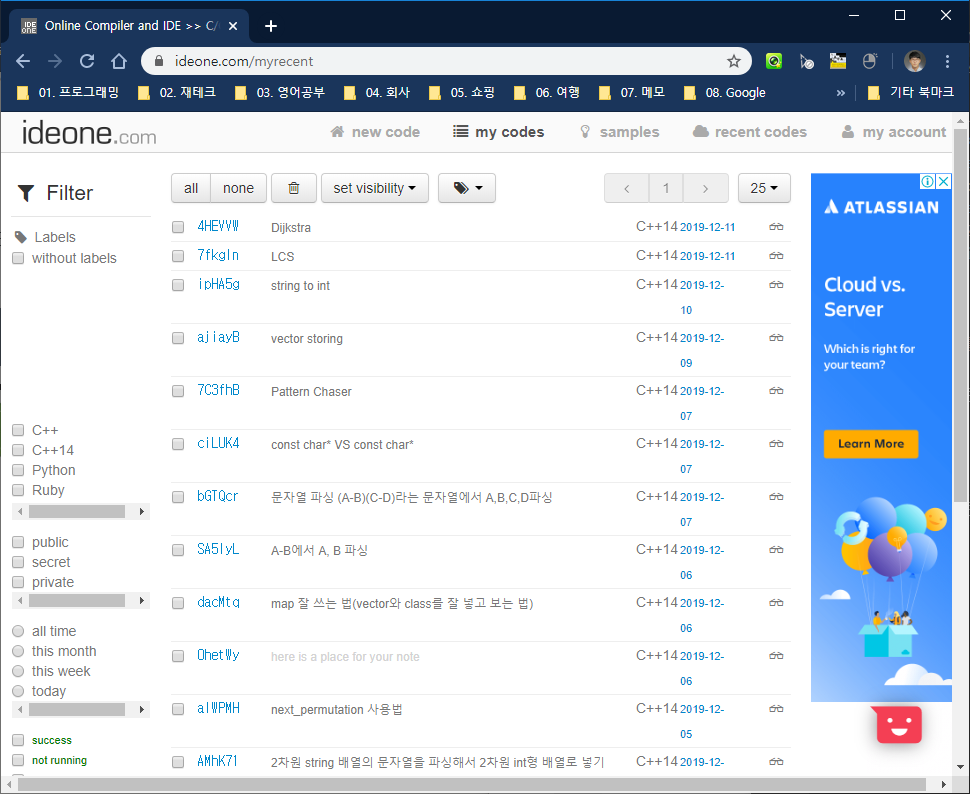 Online Compiler and IDE >> C/
ideone.com/myrecent
01. 프로그래밍 02. 재테크 03. 영어공부 04. 회사 05. 쇼핑 06. 여행 07. 메모 08. Google » 기타 북마크
ideone.com new code my codes samples recent codes my account
Filter
Labels
without labels
C++
C++14
Python
Ruby
public
secret
private
all time
this month
this week
today
success
not running
all none set visibility 1 25
4HEVVW Dijkstra C++14 2019-12-11
7fkgIn LCS C++14 2019-12-11
ipHA5g string to int C++14 2019-12-
10
ajiayB vector storing C++14 2019-12-
09
7C3fhB Pattern Chaser C++14 2019-12-
07
ciLUK4 const char* VS const char* C++14 2019-12-
07
bGTQcr 문자열 파싱 (A-B)(C-D)라는 문자열에서 A,B,C,D파싱 C++14 2019-12-
07
SA5IyL A-B에서 A, B 파싱 C++14 2019-12-
06
dacMtq map 잘 쓰는 법(vector와 class를 잘 넣고 보는 법) C++14 2019-12-
06
OhetWy here is a place for your note C++14 2019-12-
06
aIWPMH next_permutation 사용법 C++14 2019-12-
05
AMhK71 2차원 string 배열의 문자열을 파싱해서 2차원 int형 배열로 넣기 C++14 2019-12-
ATLASSIAN
Cloud vs.
Server
Which is right for
your team?
Learn More